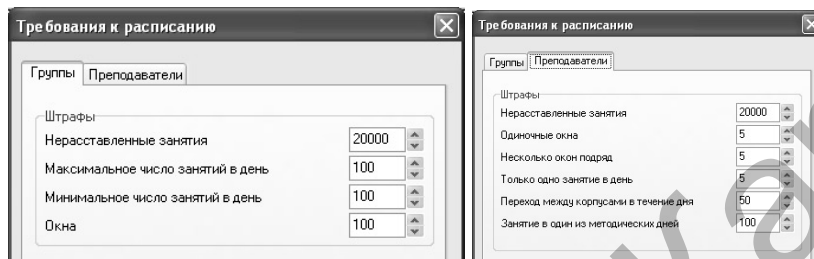 Требования к расписанию
Группы Преподаватели
Штрафы
Нерасставленные занятия 20000
Максимальное число занятий в день 100
Минимальное число занятий в день 100
Окна 100
Требования к расписанию
Группы Преподаватели
Штрафы
Нерасставленные занятия 20000
Одиночные окна 5
Несколько окон подряд 5
Только одно занятие в день 5
Переход между корпусами в течение дня 50
Занятие в один из методических дней 100